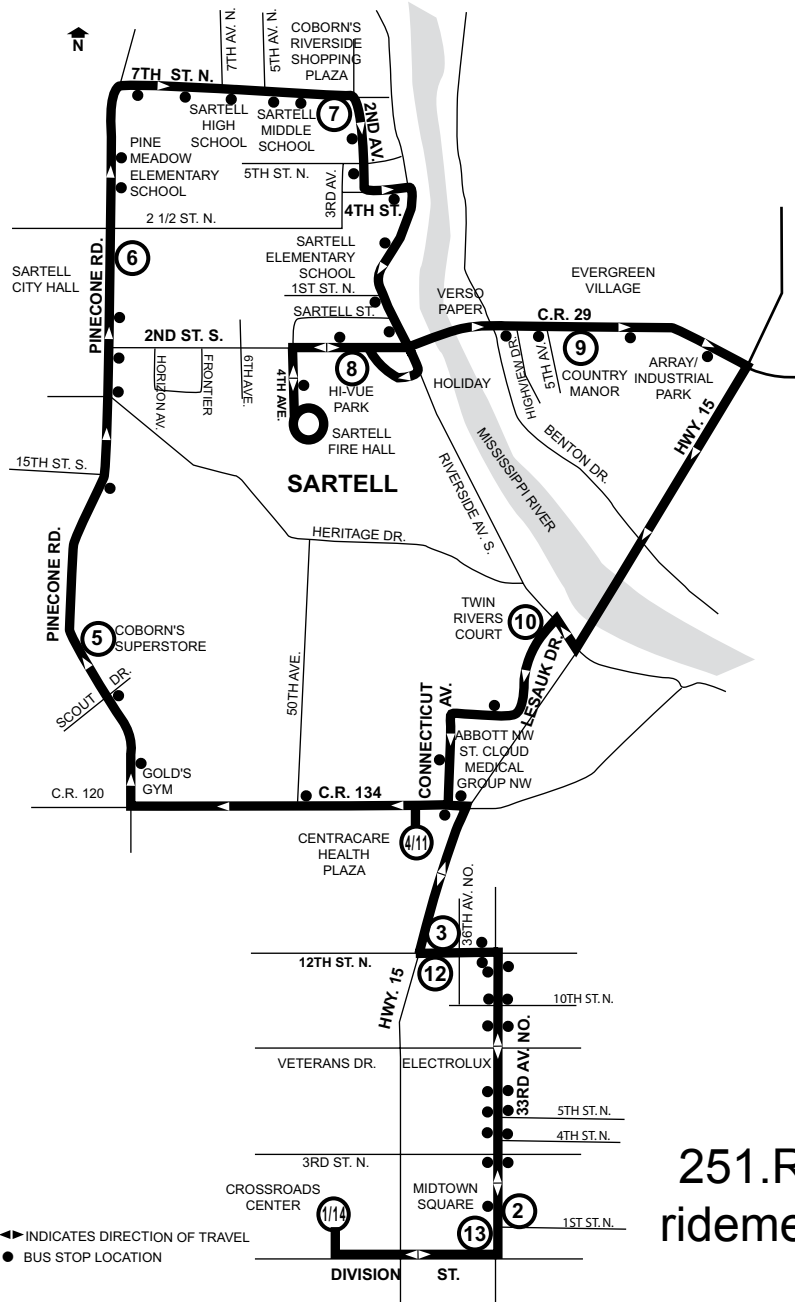 N
7TH AV. N.
5TH AV. N.
COBORN'S
RIVERSIDE
SHOPPING
PLAZA
7TH ST. N.
SARTELL
HIGH
SCHOOL
SARTELL
MIDDLE
SCHOOL
7
2ND AV.
PINE
MEADOW
ELEMENTARY
SCHOOL
5TH ST. N.
3RD AV.
4TH ST.
2 1/2 ST. N.
SARTELL
CITY HALL
PINECONE RD.
6
SARTELL
ELEMENTARY
SCHOOL
1ST ST. N.
SARTELL ST.
VERSO
PAPER
EVERGREEN
VILLAGE
C.R. 29
2ND ST. S.
HORIZON AV.
FRONTIER
6TH AVE.
4TH AVE.
8
HI-VUE
PARK
HOLIDAY
HIGHVIEW DR.
5TH AV.
9
COUNTRY
MANOR
ARRAY/
INDUSTRIAL
PARK
HWY. 15
SARTELL
FIRE HALL
BENTON DR.
15TH ST. S.
SARTELL
MISSISSIPPI RIVER
RIVERSIDE AV. S.
HERITAGE DR.
PINECONE RD.
5
COBORN'S
SUPERSTORE
SCOUT DR.
50TH AVE.
TWIN
RIVERS
COURT
10
LESAUK DR.
CONNECTICUT
AV.
ABBOTT NW
ST. CLOUD
MEDICAL
GROUP NW
GOLD'S
GYM
C.R. 120
C.R. 134
CENTRACARE
HEALTH
PLAZA
4/11
3
36TH AV. NO.
12TH ST. N.
12
HWY. 15
10TH ST. N.
33RD AV. NO.
VETERANS DR.
ELECTROLUX
5TH ST. N.
4TH ST. N.
3RD ST. N.
CROSSROADS
CENTER
1/14
MIDTOWN
SQUARE
2
13
1ST ST. N.
DIVISION ST.
INDICATES DIRECTION OF TRAVEL
BUS STOP LOCATION
251.R
rideme